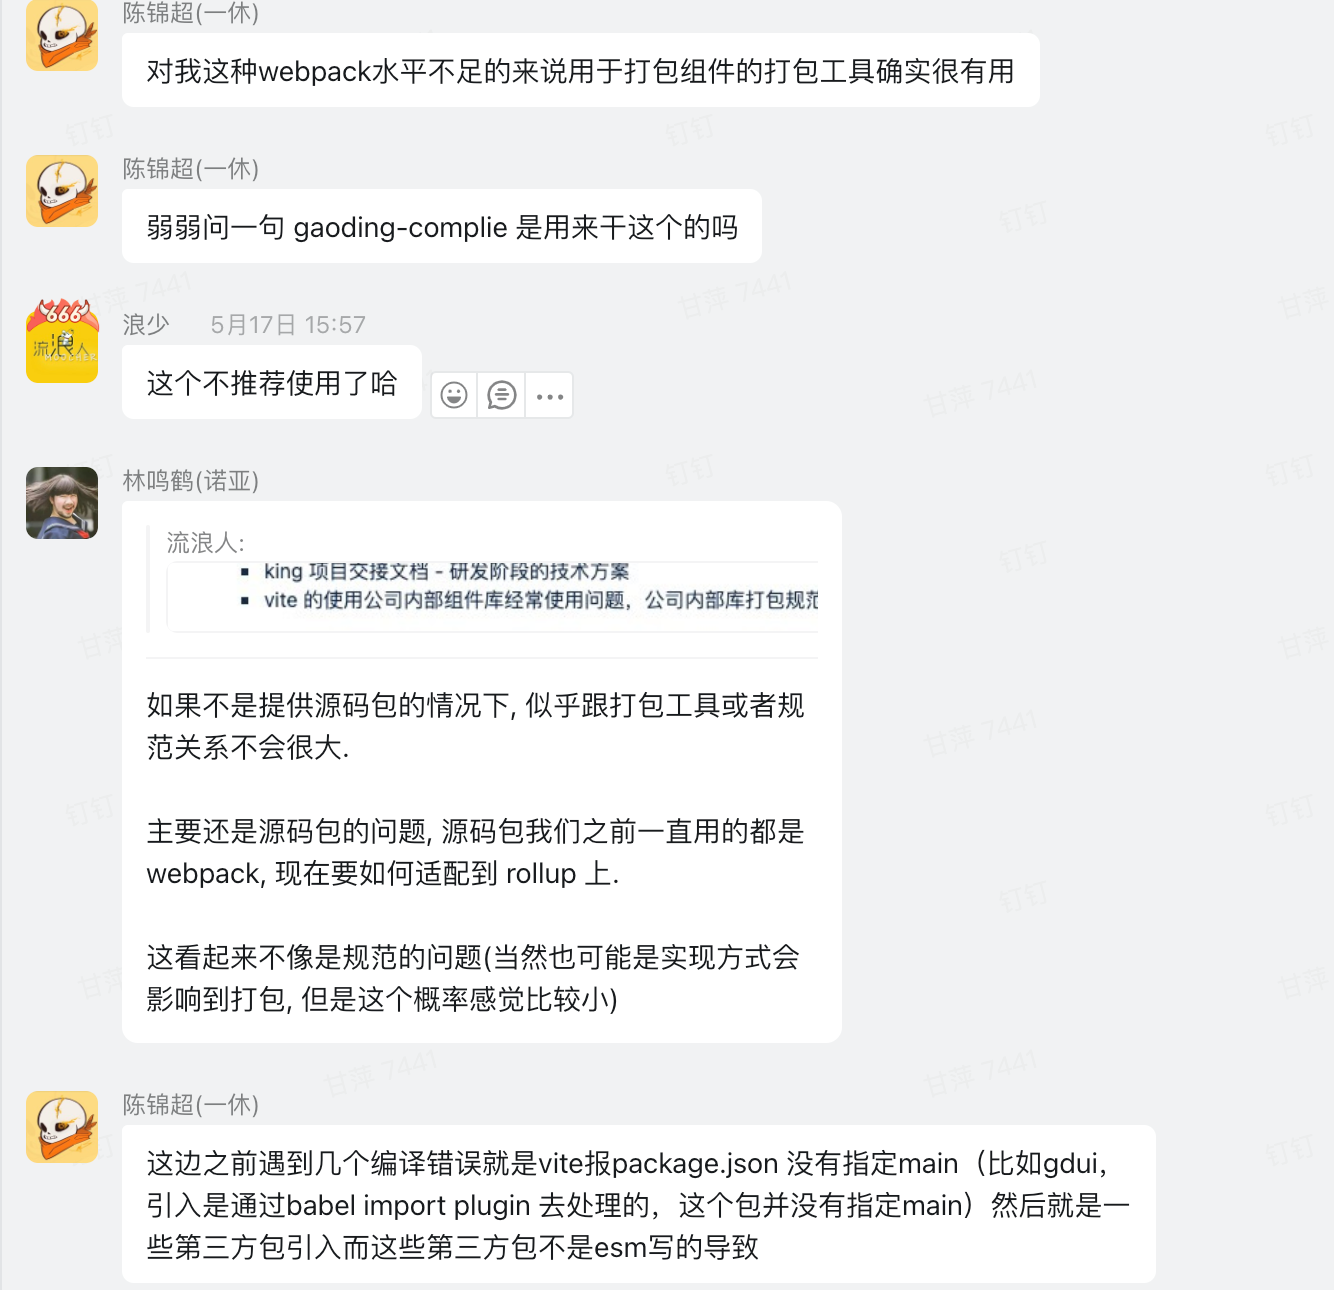 陈锦超(一休)
对我这种webpack水平不足的来说用于打包组件的打包工具确实很有用
陈锦超(一休)
弱弱问一句 gaoding-complie 是用来干这个的吗
666
流浪人
浪少 5月17日 15:57
这个不推荐使用了哈
林鸣鹤(诺亚)
流浪人:
king 项目交接文档 - 研发阶段的技术方案
vite 的使用公司内部组件库经常使用问题，公司内部库打包规范
如果不是提供源码包的情况下, 似乎跟打包工具或者规
范关系不会很大.
主要还是源码包的问题, 源码包我们之前一直用的都是
webpack, 现在要如何适配到 rollup 上.
这看起来不像是规范的问题(当然也可能是实现方式会
影响到打包, 但是这个概率感觉比较小)
陈锦超(一休)
这边之前遇到几个编译错误就是vite报package.json 没有指定main（比如gdui，
引入是通过babel import plugin 去处理的，这个包并没有指定main）然后就是一
些第三方包引入而这些第三方包不是esm写的导致
钉钉
甘萍 7441